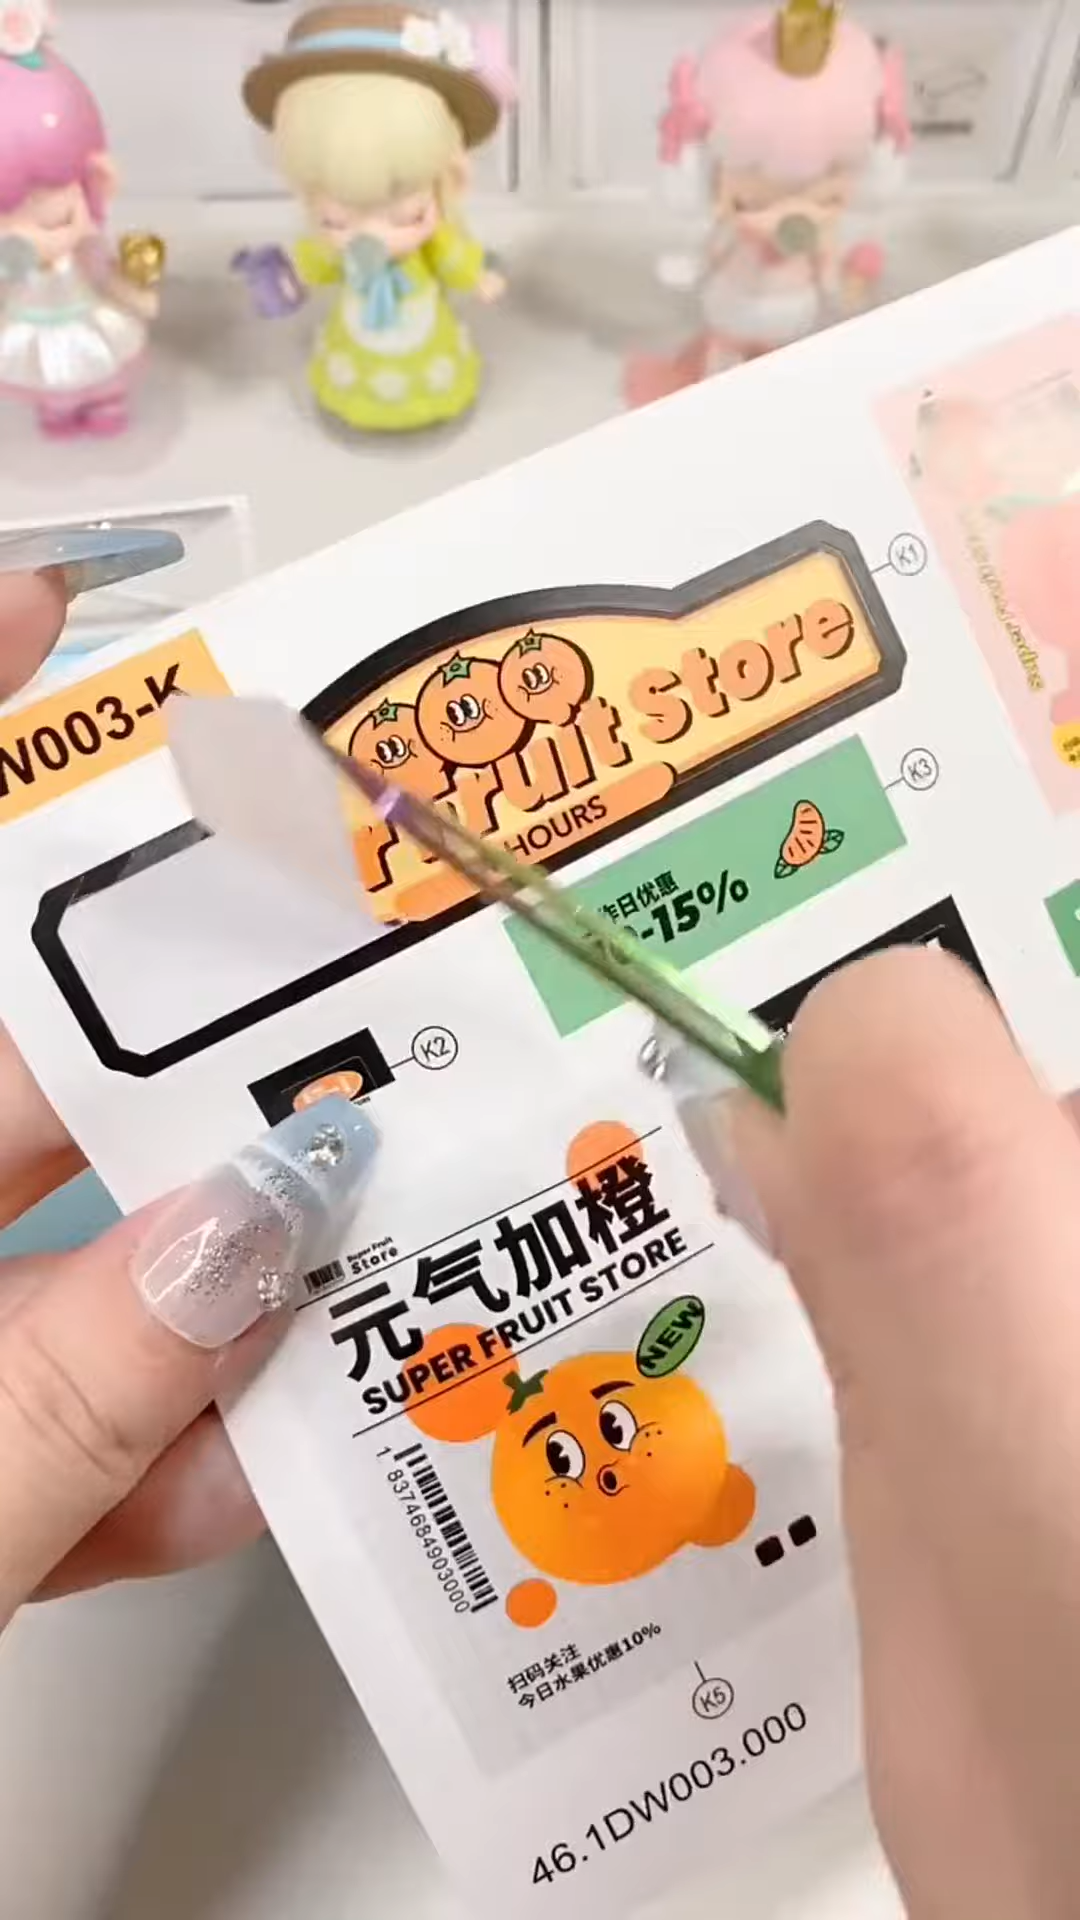 W003-K
K1
Fruit Store
HOURS
K3
昨日优惠
-15%
K2
Super Fruit
Store
元气加橙
SUPER FRUIT STORE
NEW
1 837468 4903000
扫码关注
今日水果优惠10%
K5
46.1DW003.000